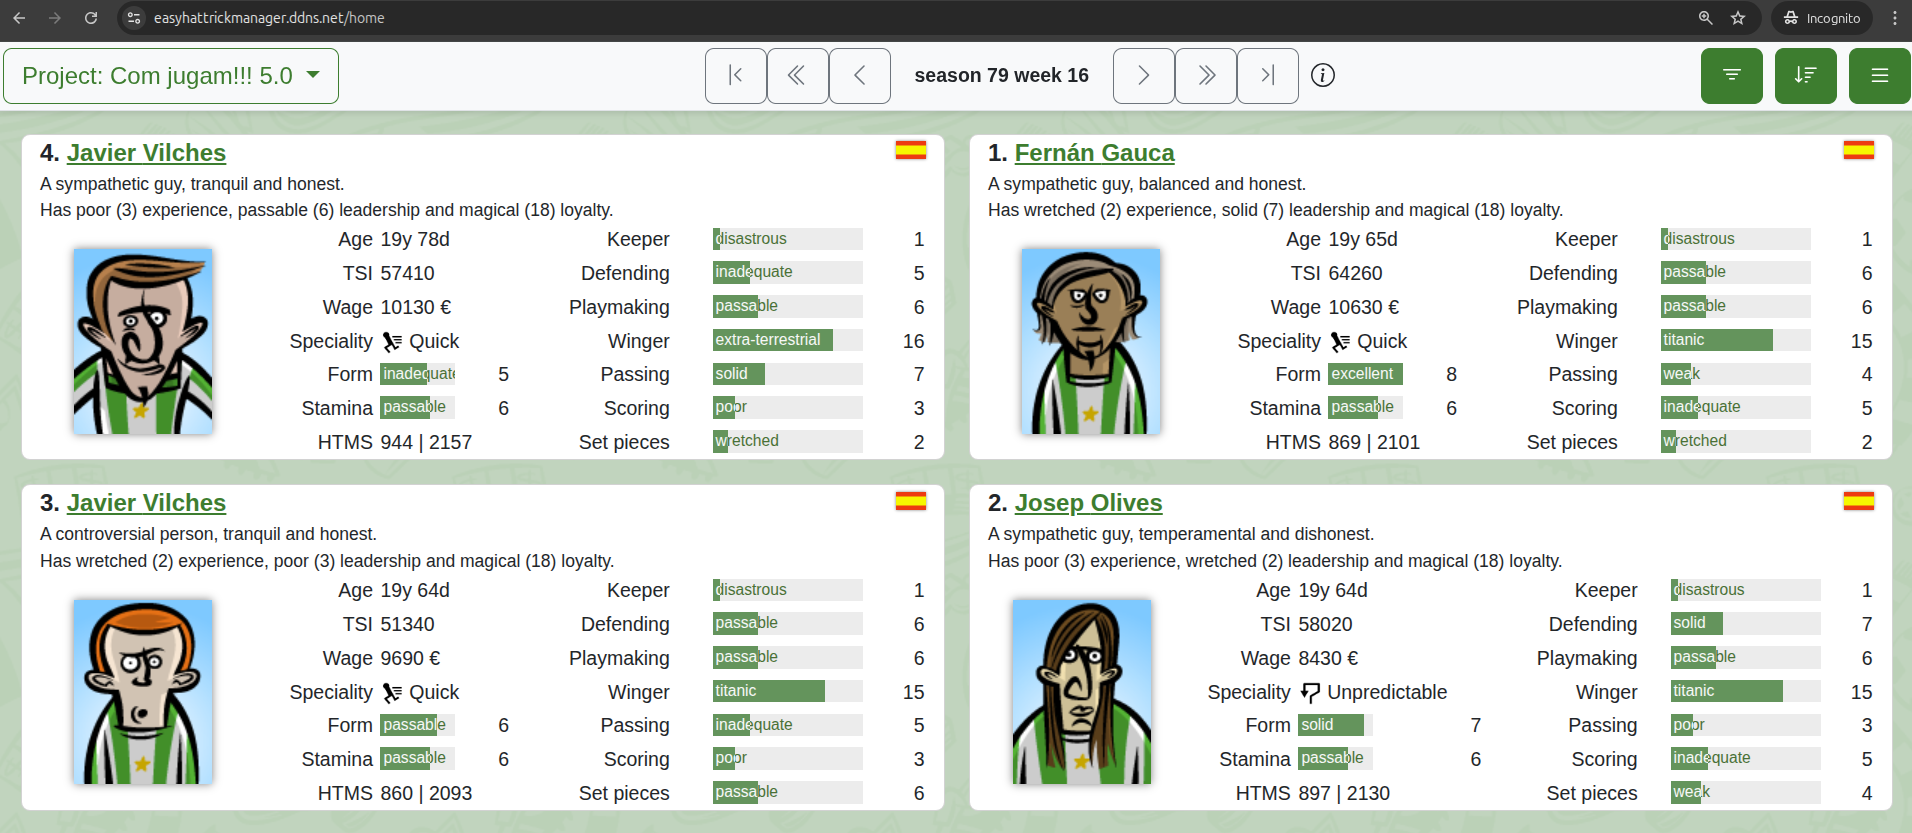 easyhattrickmanager.ddns.net/home
Incognito
Project: Com jugam!!! 5.0
season 79 week 16
4. Javier Vilches
A sympathetic guy, tranquil and honest.
Has poor (3) experience, passable (6) leadership and magical (18) loyalty.
Age 19y 78d
TSI 57410
Wage 10130 €
Speciality Quick
Form inadequate 5
Stamina passable 6
HTMS 944 | 2157
Keeper disastrous 1
Defending inadequate 5
Playmaking passable 6
Winger extra-terrestrial 16
Passing solid 7
Scoring poor 3
Set pieces wretched 2
1. Fernán Gauca
A sympathetic guy, balanced and honest.
Has wretched (2) experience, solid (7) leadership and magical (18) loyalty.
Age 19y 65d
TSI 64260
Wage 10630 €
Speciality Quick
Form excellent 8
Stamina passable 6
HTMS 869 | 2101
Keeper disastrous 1
Defending passable 6
Playmaking passable 6
Winger titanic 15
Passing weak 4
Scoring inadequate 5
Set pieces wretched 2
3. Javier Vilches
A controversial person, tranquil and honest.
Has wretched (2) experience, poor (3) leadership and magical (18) loyalty.
Age 19y 64d
TSI 51340
Wage 9690 €
Speciality Quick
Form passable 6
Stamina passable 6
HTMS 860 | 2093
Keeper disastrous 1
Defending passable 6
Playmaking passable 6
Winger titanic 15
Passing inadequate 5
Scoring poor 3
Set pieces passable 6
2. Josep Olives
A sympathetic guy, temperamental and dishonest.
Has poor (3) experience, wretched (2) leadership and magical (18) loyalty.
Age 19y 64d
TSI 58020
Wage 8430 €
Speciality Unpredictable
Form solid 7
Stamina passable 6
HTMS 897 | 2130
Keeper disastrous 1
Defending solid 7
Playmaking passable 6
Winger titanic 15
Passing poor 3
Scoring inadequate 5
Set pieces weak 4